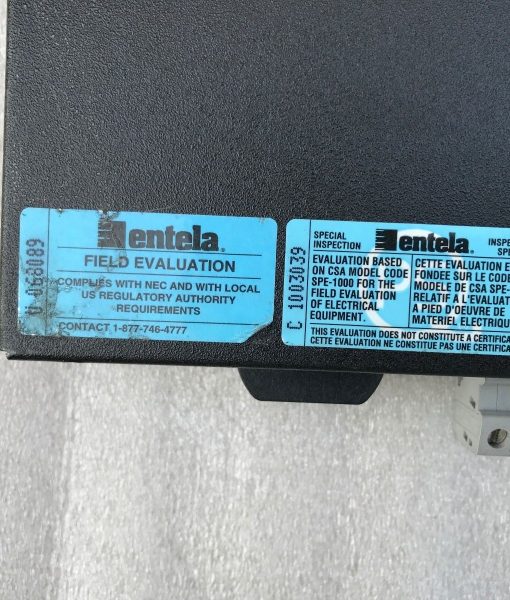 entela®
FIELD EVALUATION
COMPLIES WITH NEC AND WITH LOCAL
US REGULATORY AUTHORITY
REQUIREMENTS
CONTACT 1-877-746-4777
068089
SPECIAL
INSPECTION
entela®
EVALUATION BASED
ON CSA MODEL CODE
SPE-1000 FOR THE
FIELD EVALUATION
OF ELECTRICAL
EQUIPMENT.
CETTE EVALUATION E
FONDEE SUR LE COD
MODELE DE CSA SPE-
RELATIF A L'EVALUAT
A PIED D'OEUVRE DE
MATERIEL ELECTRIQU
THIS EVALUATION DOES NOT CONSTITUTE A CERTIFICA
CETTE EVALUATION NE CONSTITUE PAS UNE CERTIFICA
C 1003039